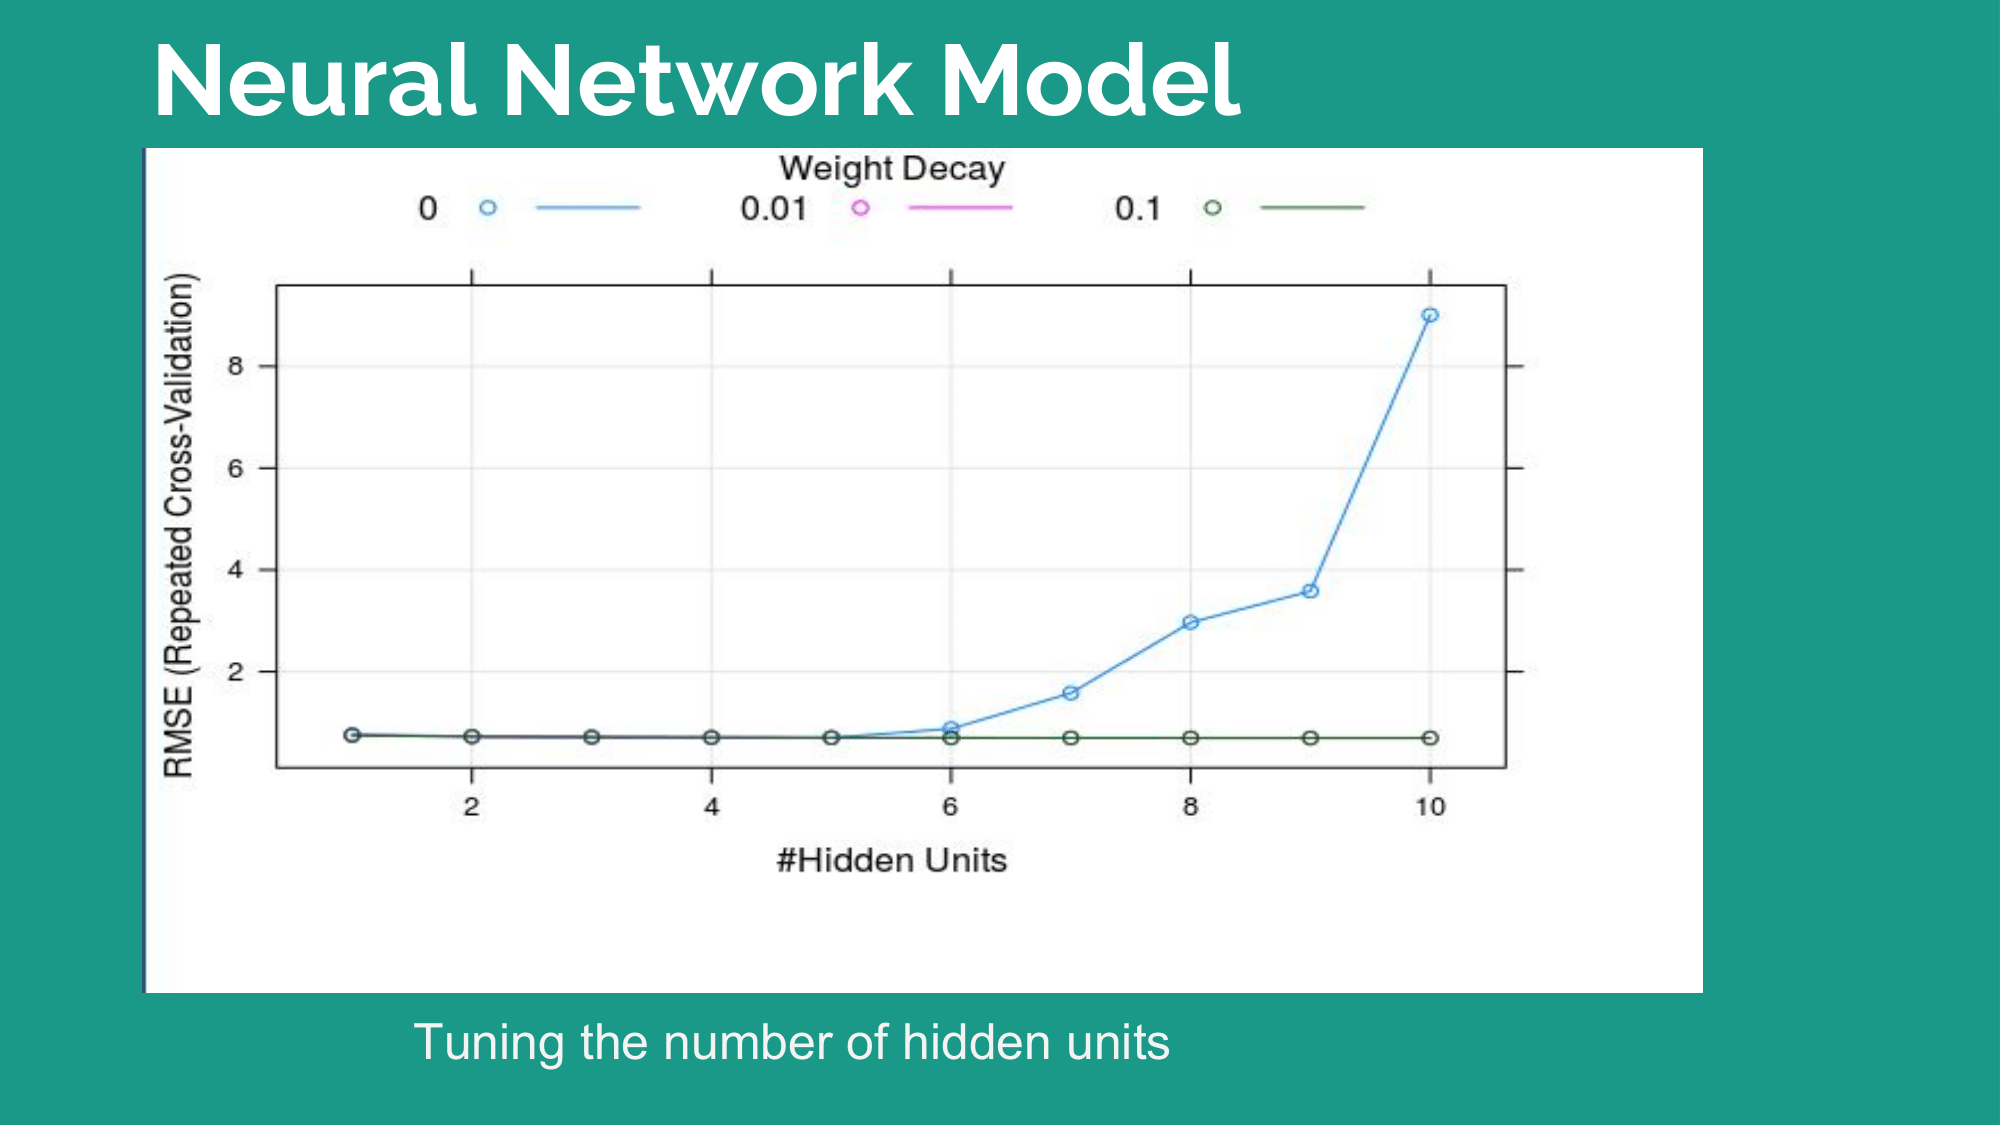 Neural Network Model
Weight Decay
0 0.01 0.1
RMSE (Repeated Cross-Validation)
8
6
4
2
2 4 6 8 10
#Hidden Units
Tuning the number of hidden units